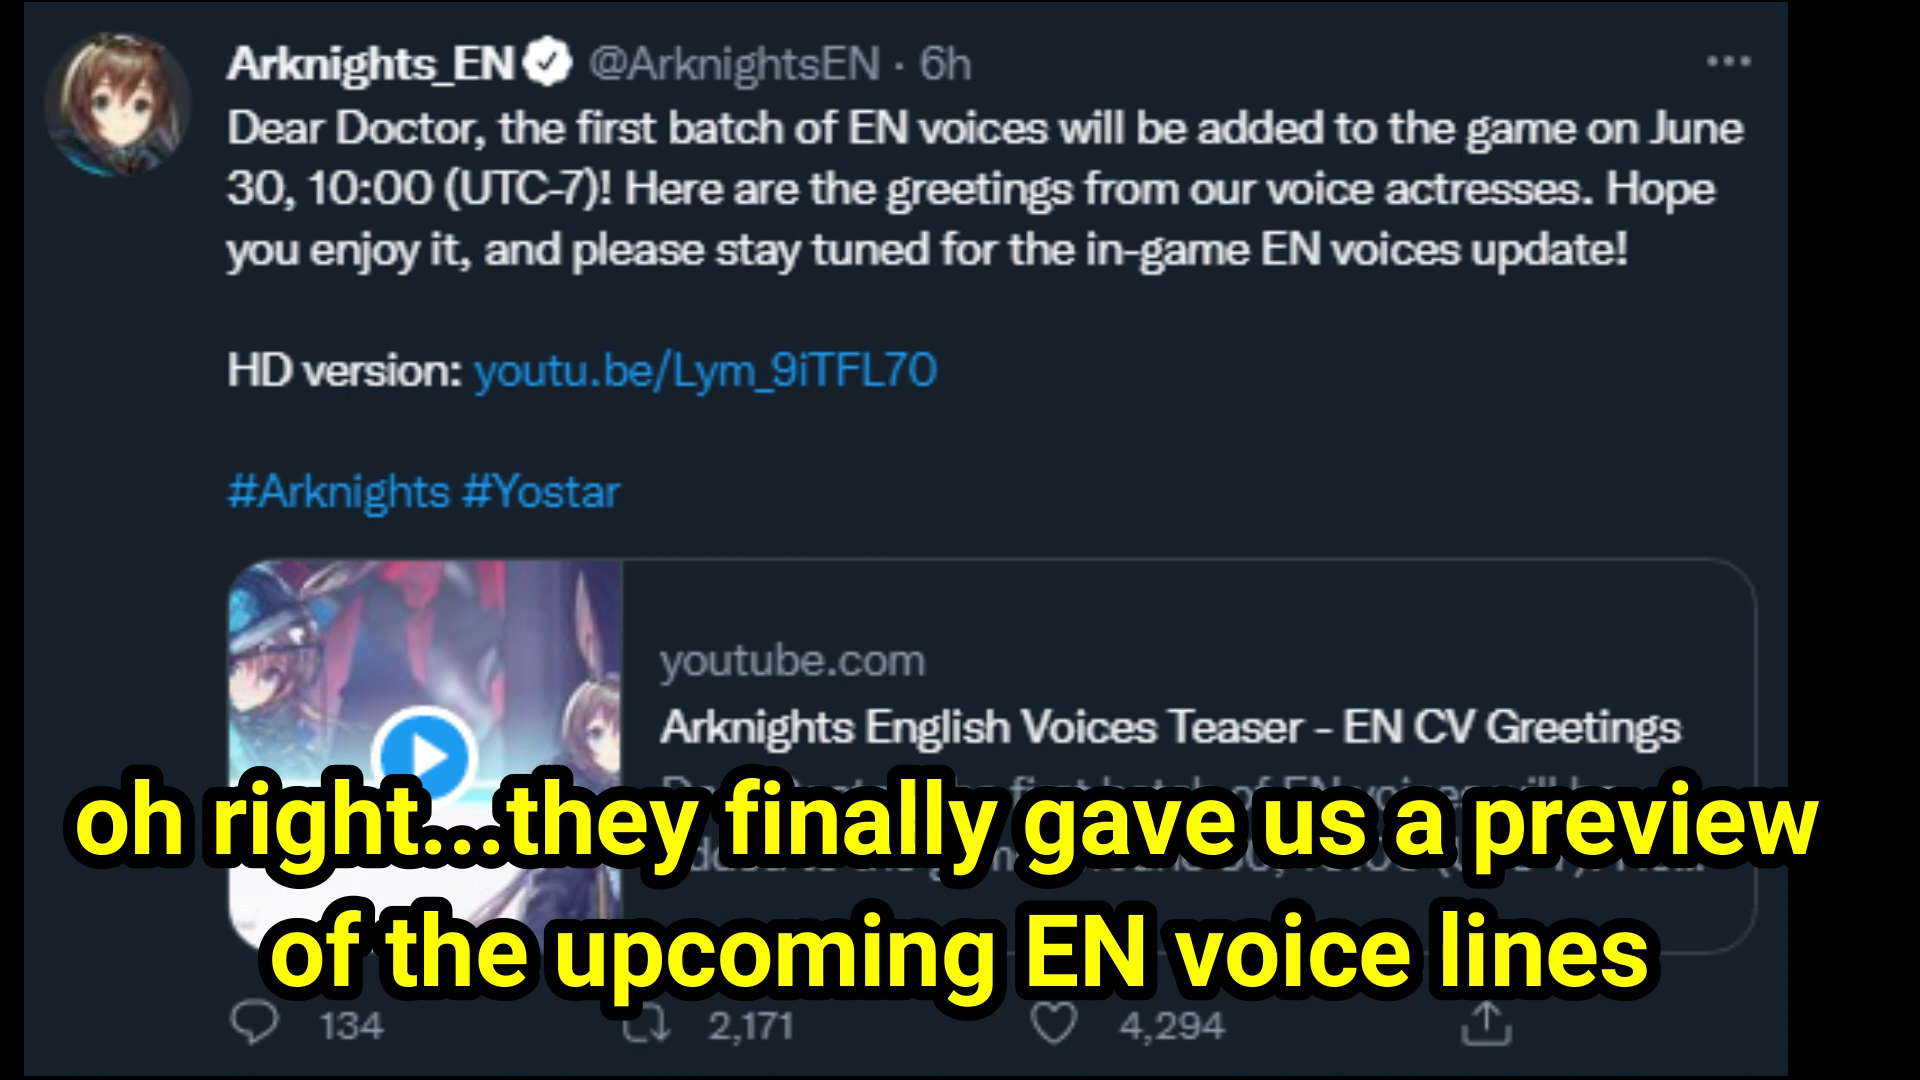 Arknights_EN @ArknightsEN · 6h
Dear Doctor, the first batch of EN voices will be added to the game on June
30, 10:00 (UTC-7)! Here are the greetings from our voice actresses. Hope
you enjoy it, and please stay tuned for the in-game EN voices update!
HD version: youtu.be/Lym_9iTFL70
#Arknights #Yostar
youtube.com
Arknights English Voices Teaser - EN CV Greetings
oh right...they finally gave us a preview
of the upcoming EN voice lines
134 2,171 4,294